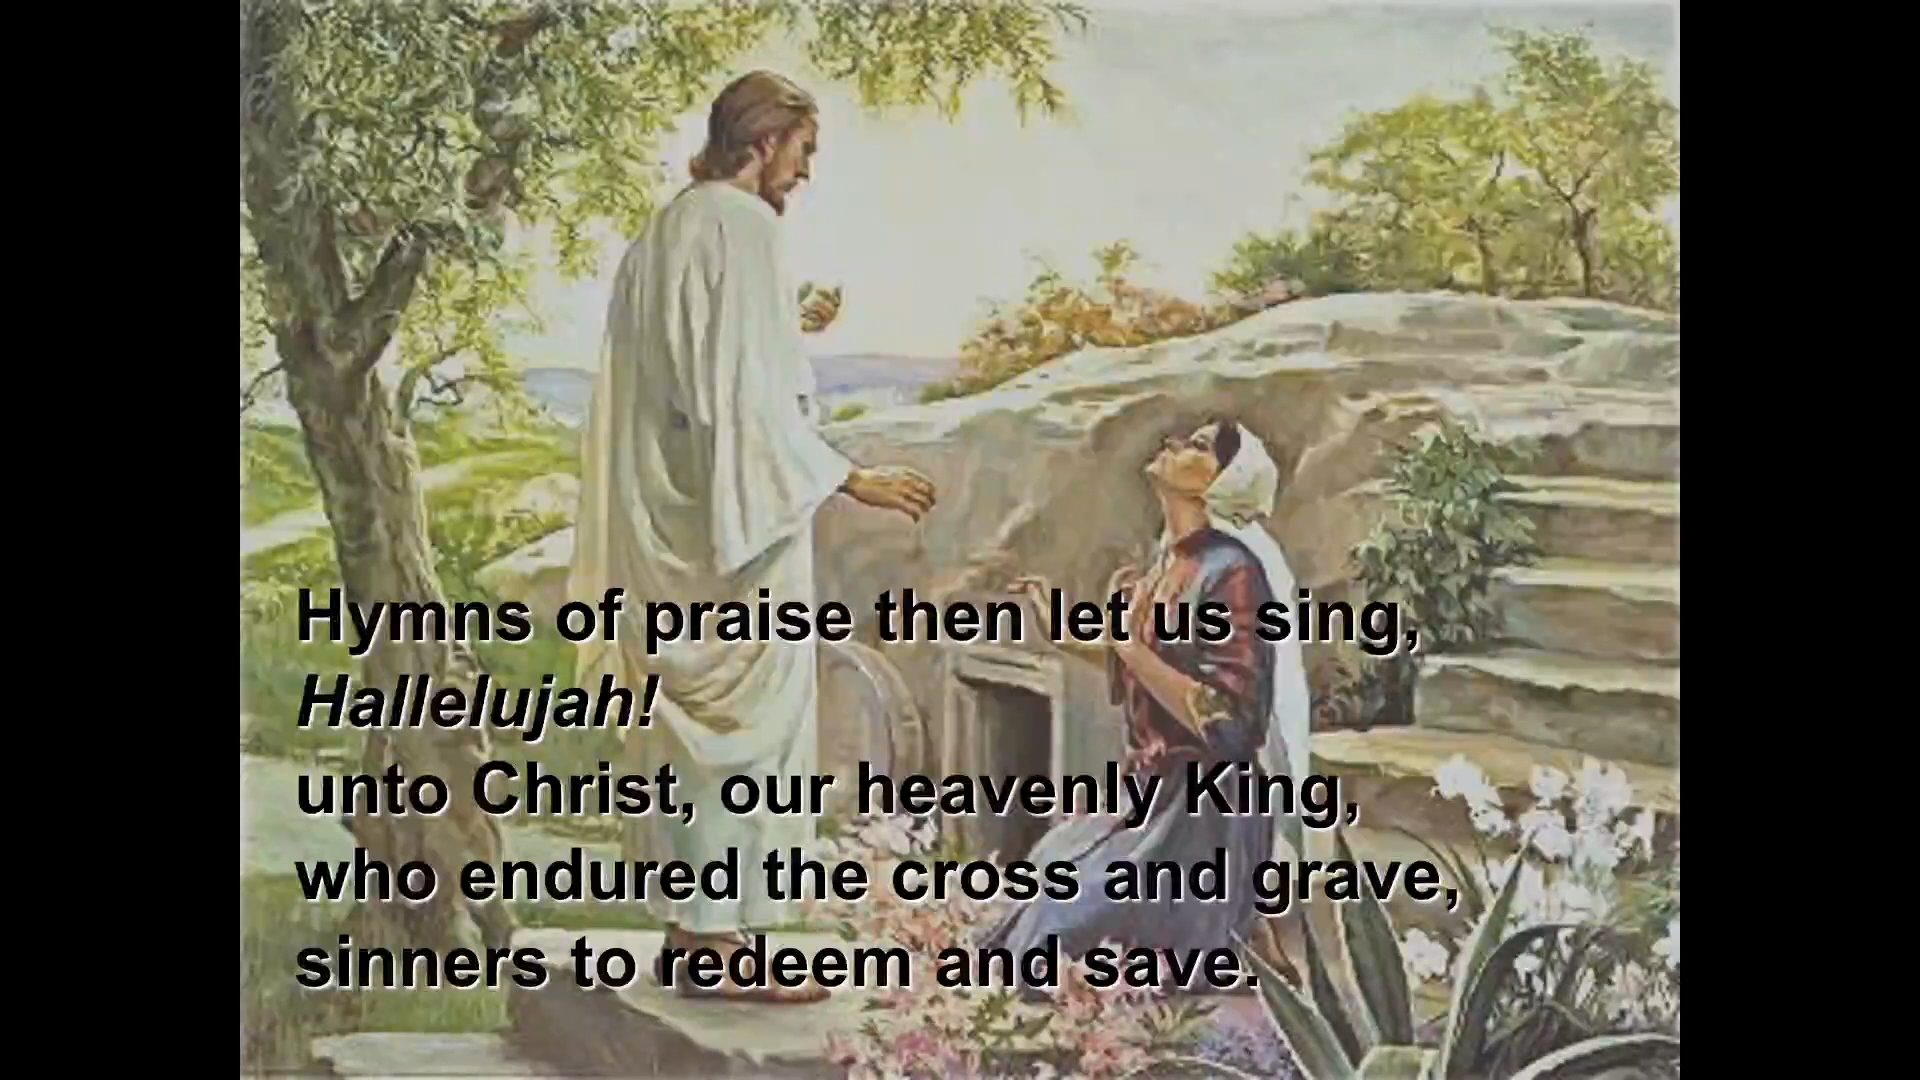 Hymns of praise then let us sing,
Hallelujah!
unto Christ, our heavenly King,
who endured the cross and grave,
sinners to redeem and save.